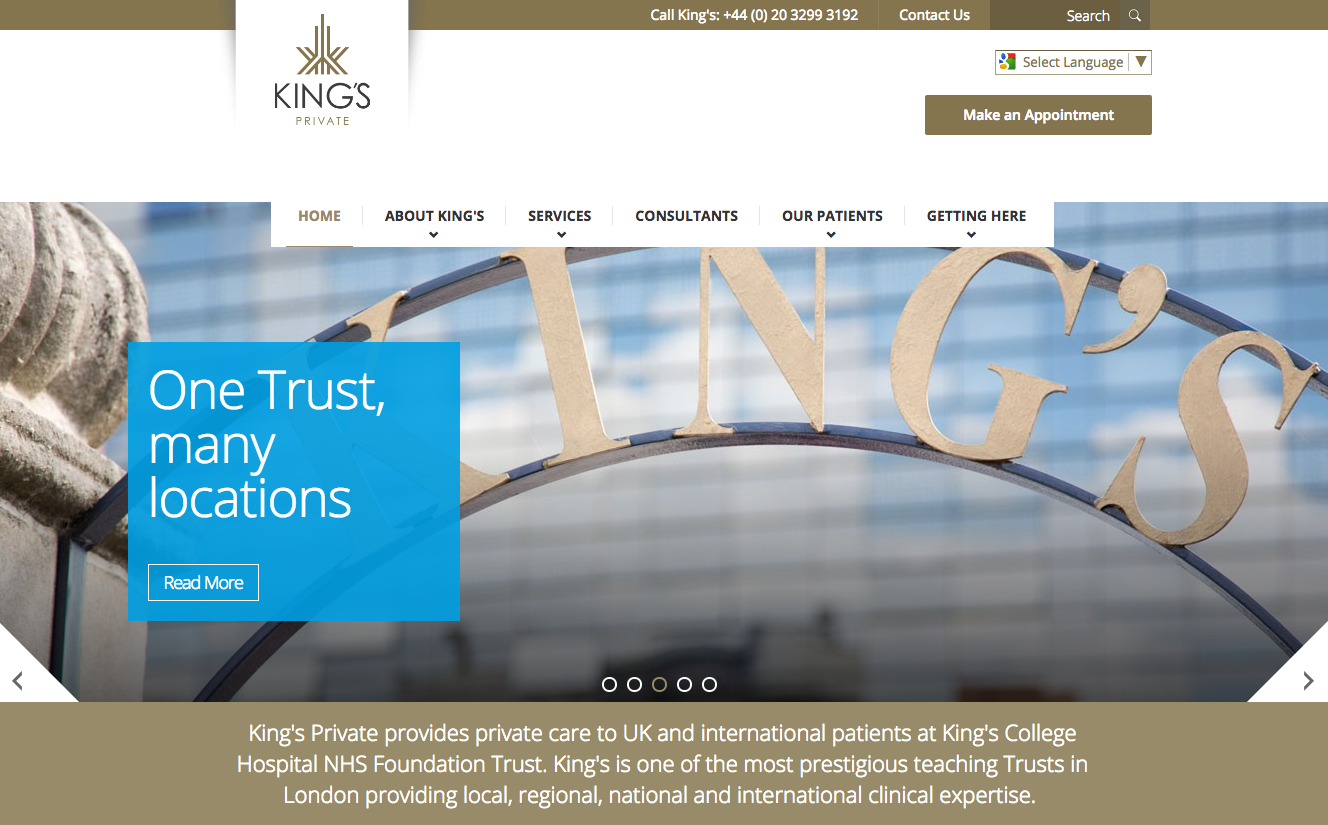 Call King's: +44 (0) 20 3299 3192
Contact Us
Search
KING'S
PRIVATE
Select Language
Make an Appointment
HOME
ABOUT KING'S
SERVICES
CONSULTANTS
OUR PATIENTS
GETTING HERE
KING'S
One Trust,
many
locations
Read More
King's Private provides private care to UK and international patients at King's College
Hospital NHS Foundation Trust. King's is one of the most prestigious teaching Trusts in
London providing local, regional, national and international clinical expertise.